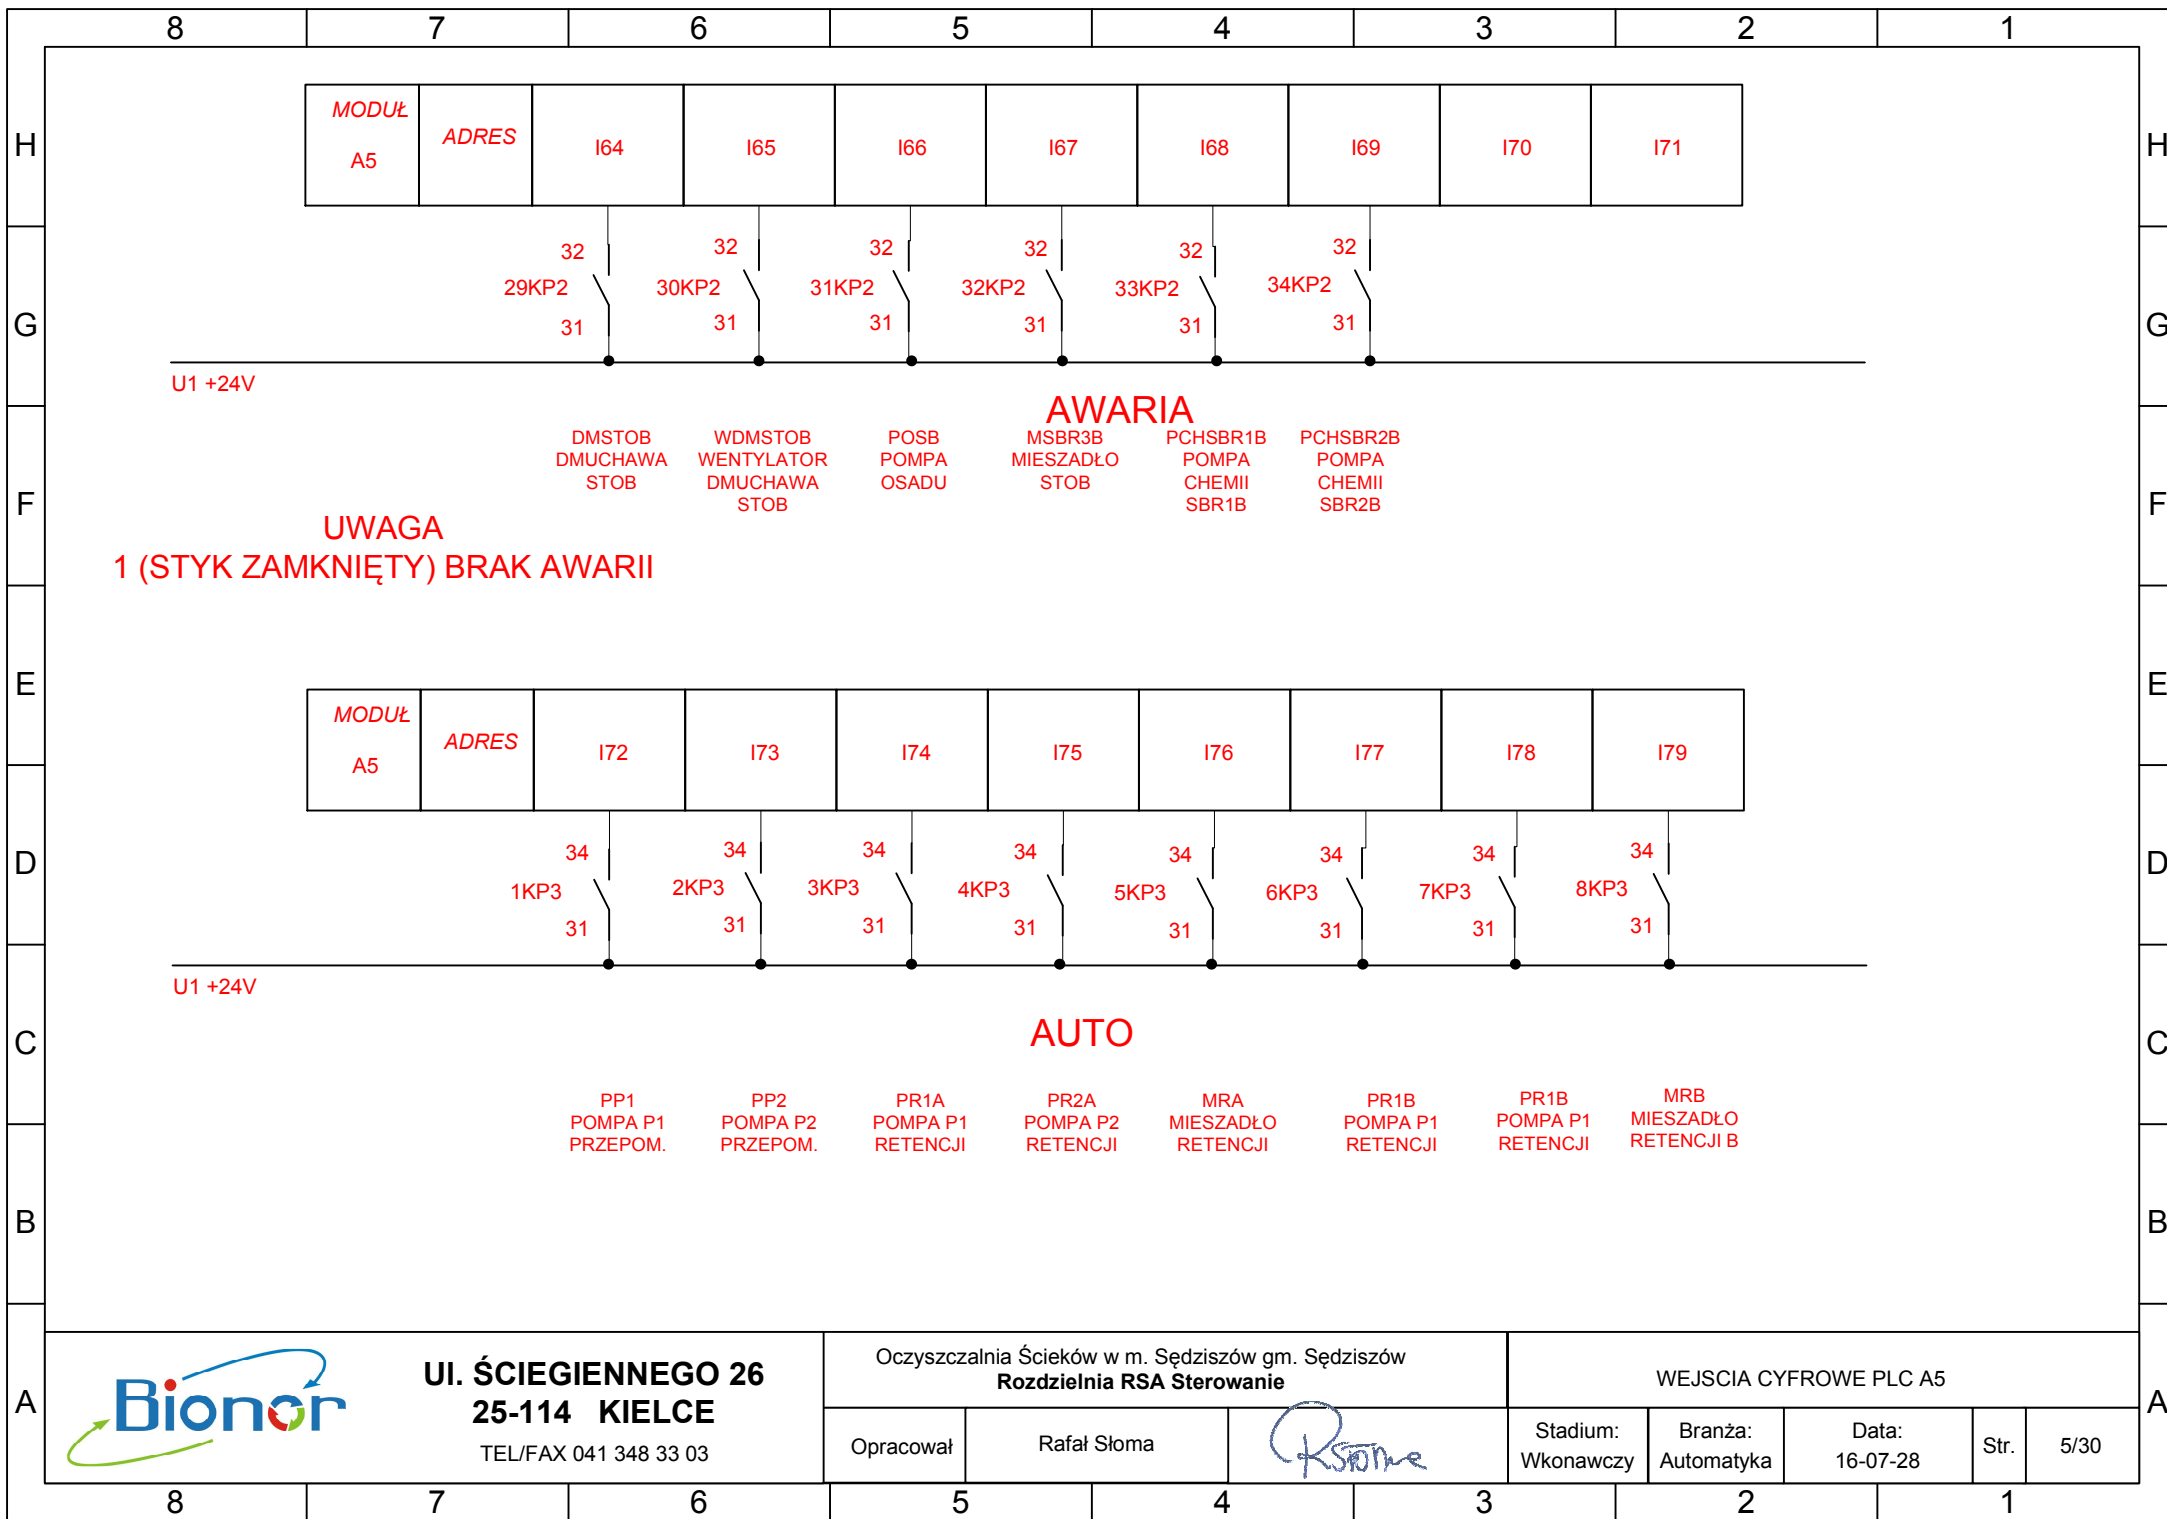 8 7 6 5 4 3 2 1
H H
MODUŁ
A5
ADRES
I64 I65 I66 I67 I68 I69 I70 I71
32 32 32 32 32 32
29KP2 30KP2 31KP2 32KP2 33KP2 34KP2
31 31 31 31 31 31
G G
U1 +24V
AWARIA
DMSTOB
DMUCHAWA
STOB
WDMSTOB
WENTYLATOR
DMUCHAWA
STOB
POSB
POMPA
OSADU
MSBR3B
MIESZADŁO
STOB
PCHSBR1B
POMPA
CHEMII
SBR1B
PCHSBR2B
POMPA
CHEMII
SBR2B
F F
UWAGA
1 (STYK ZAMKNIĘTY) BRAK AWARII
E E
MODUŁ
A5
ADRES
I72 I73 I74 I75 I76 I77 I78 I79
34 34 34 34 34 34 34 34
D D
1KP3 2KP3 3KP3 4KP3 5KP3 6KP3 7KP3 8KP3
31 31 31 31 31 31 31 31
U1 +24V
AUTO
C C
PP1
POMPA P1
PRZEPOM.
PP2
POMPA P2
PRZEPOM.
PR1A
POMPA P1
RETENCJI
PR2A
POMPA P2
RETENCJI
MRA
MIESZADŁO
RETENCJI
PR1B
POMPA P1
RETENCJI
PR1B
POMPA P1
RETENCJI
MRB
MIESZADŁO
RETENCJI B
B B
A A
Bionor
Ul. ŚCIEGIENNEGO 26
25-114 KIELCE
TEL/FAX 041 348 33 03
Oczyszczalnia Ścieków w m. Sędziszów gm. Sędziszów
Rozdzielnia RSA Sterowanie
Opracował
Rafał Słoma
WEJSCIA CYFROWE PLC A5
Stadium:
Wkonawczy
Branża:
Automatyka
Data:
16-07-28
Str.
5/30
8 7 6 5 4 3 2 1